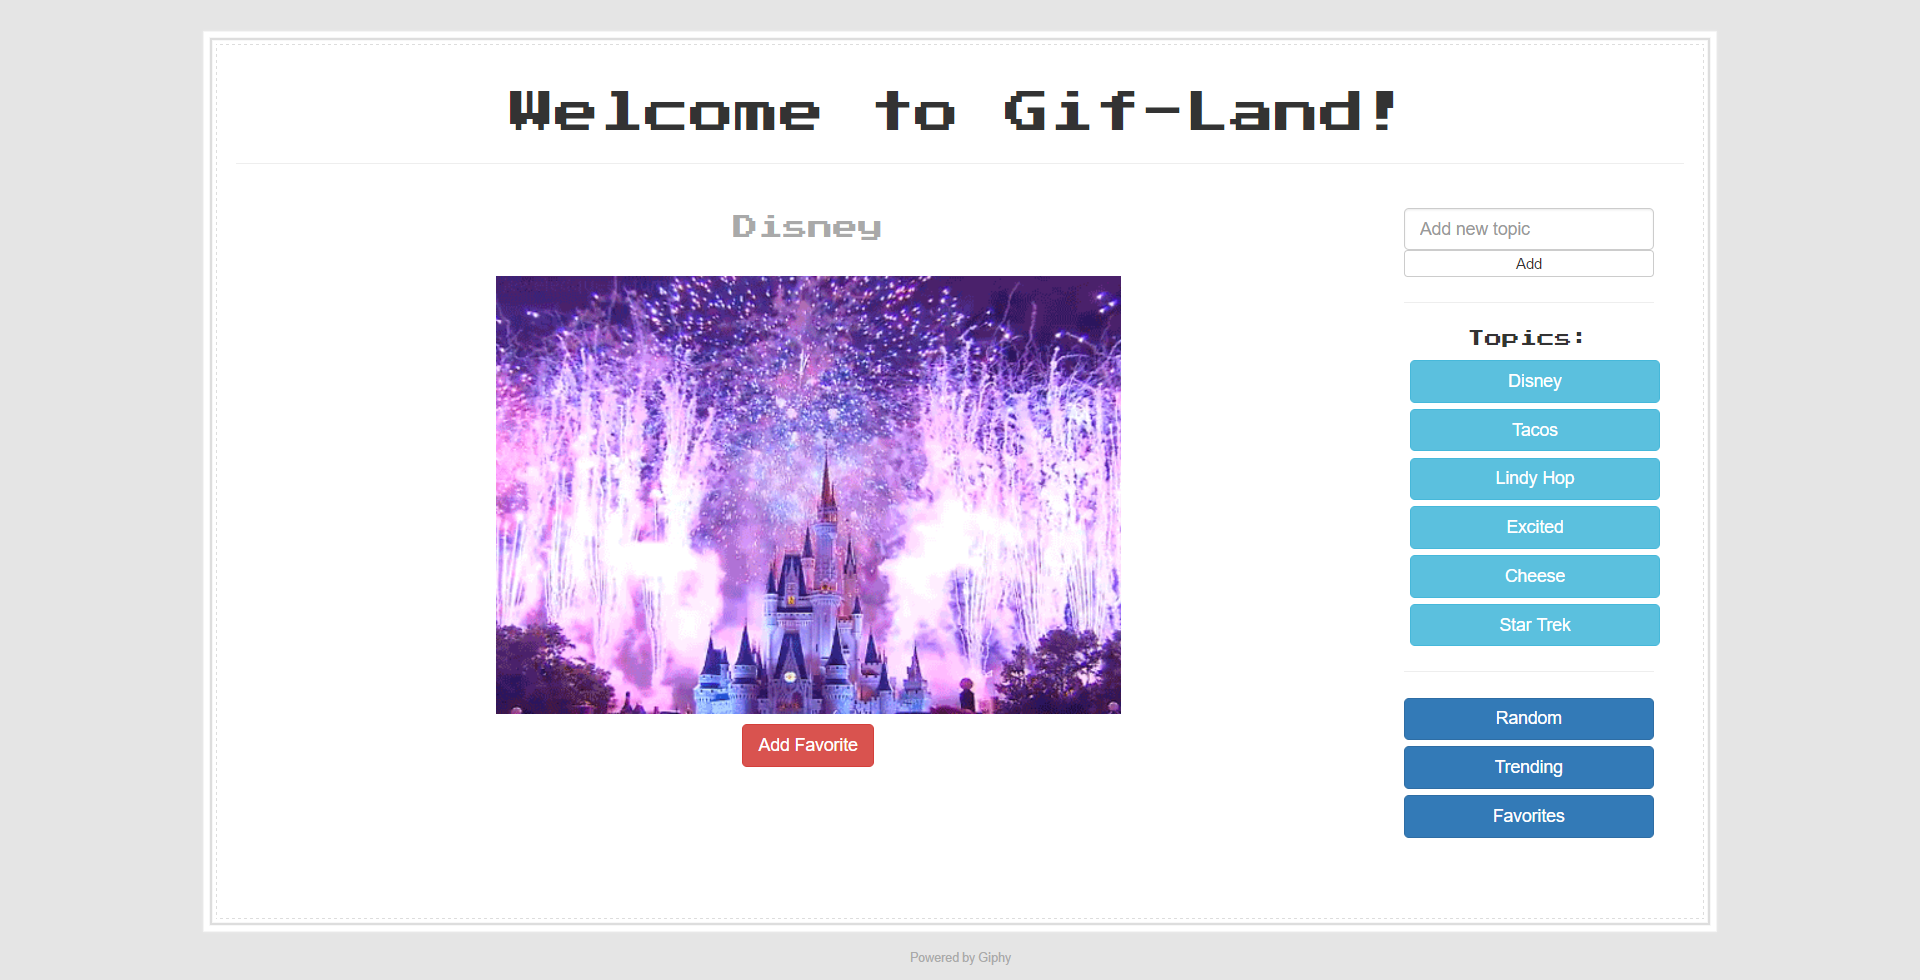 Welcome to Gif-Land!
Disney
Add Favorite
Add new topic
Add
Topics:
Disney
Tacos
Lindy Hop
Excited
Cheese
Star Trek
Random
Trending
Favorites
Powered by Giphy